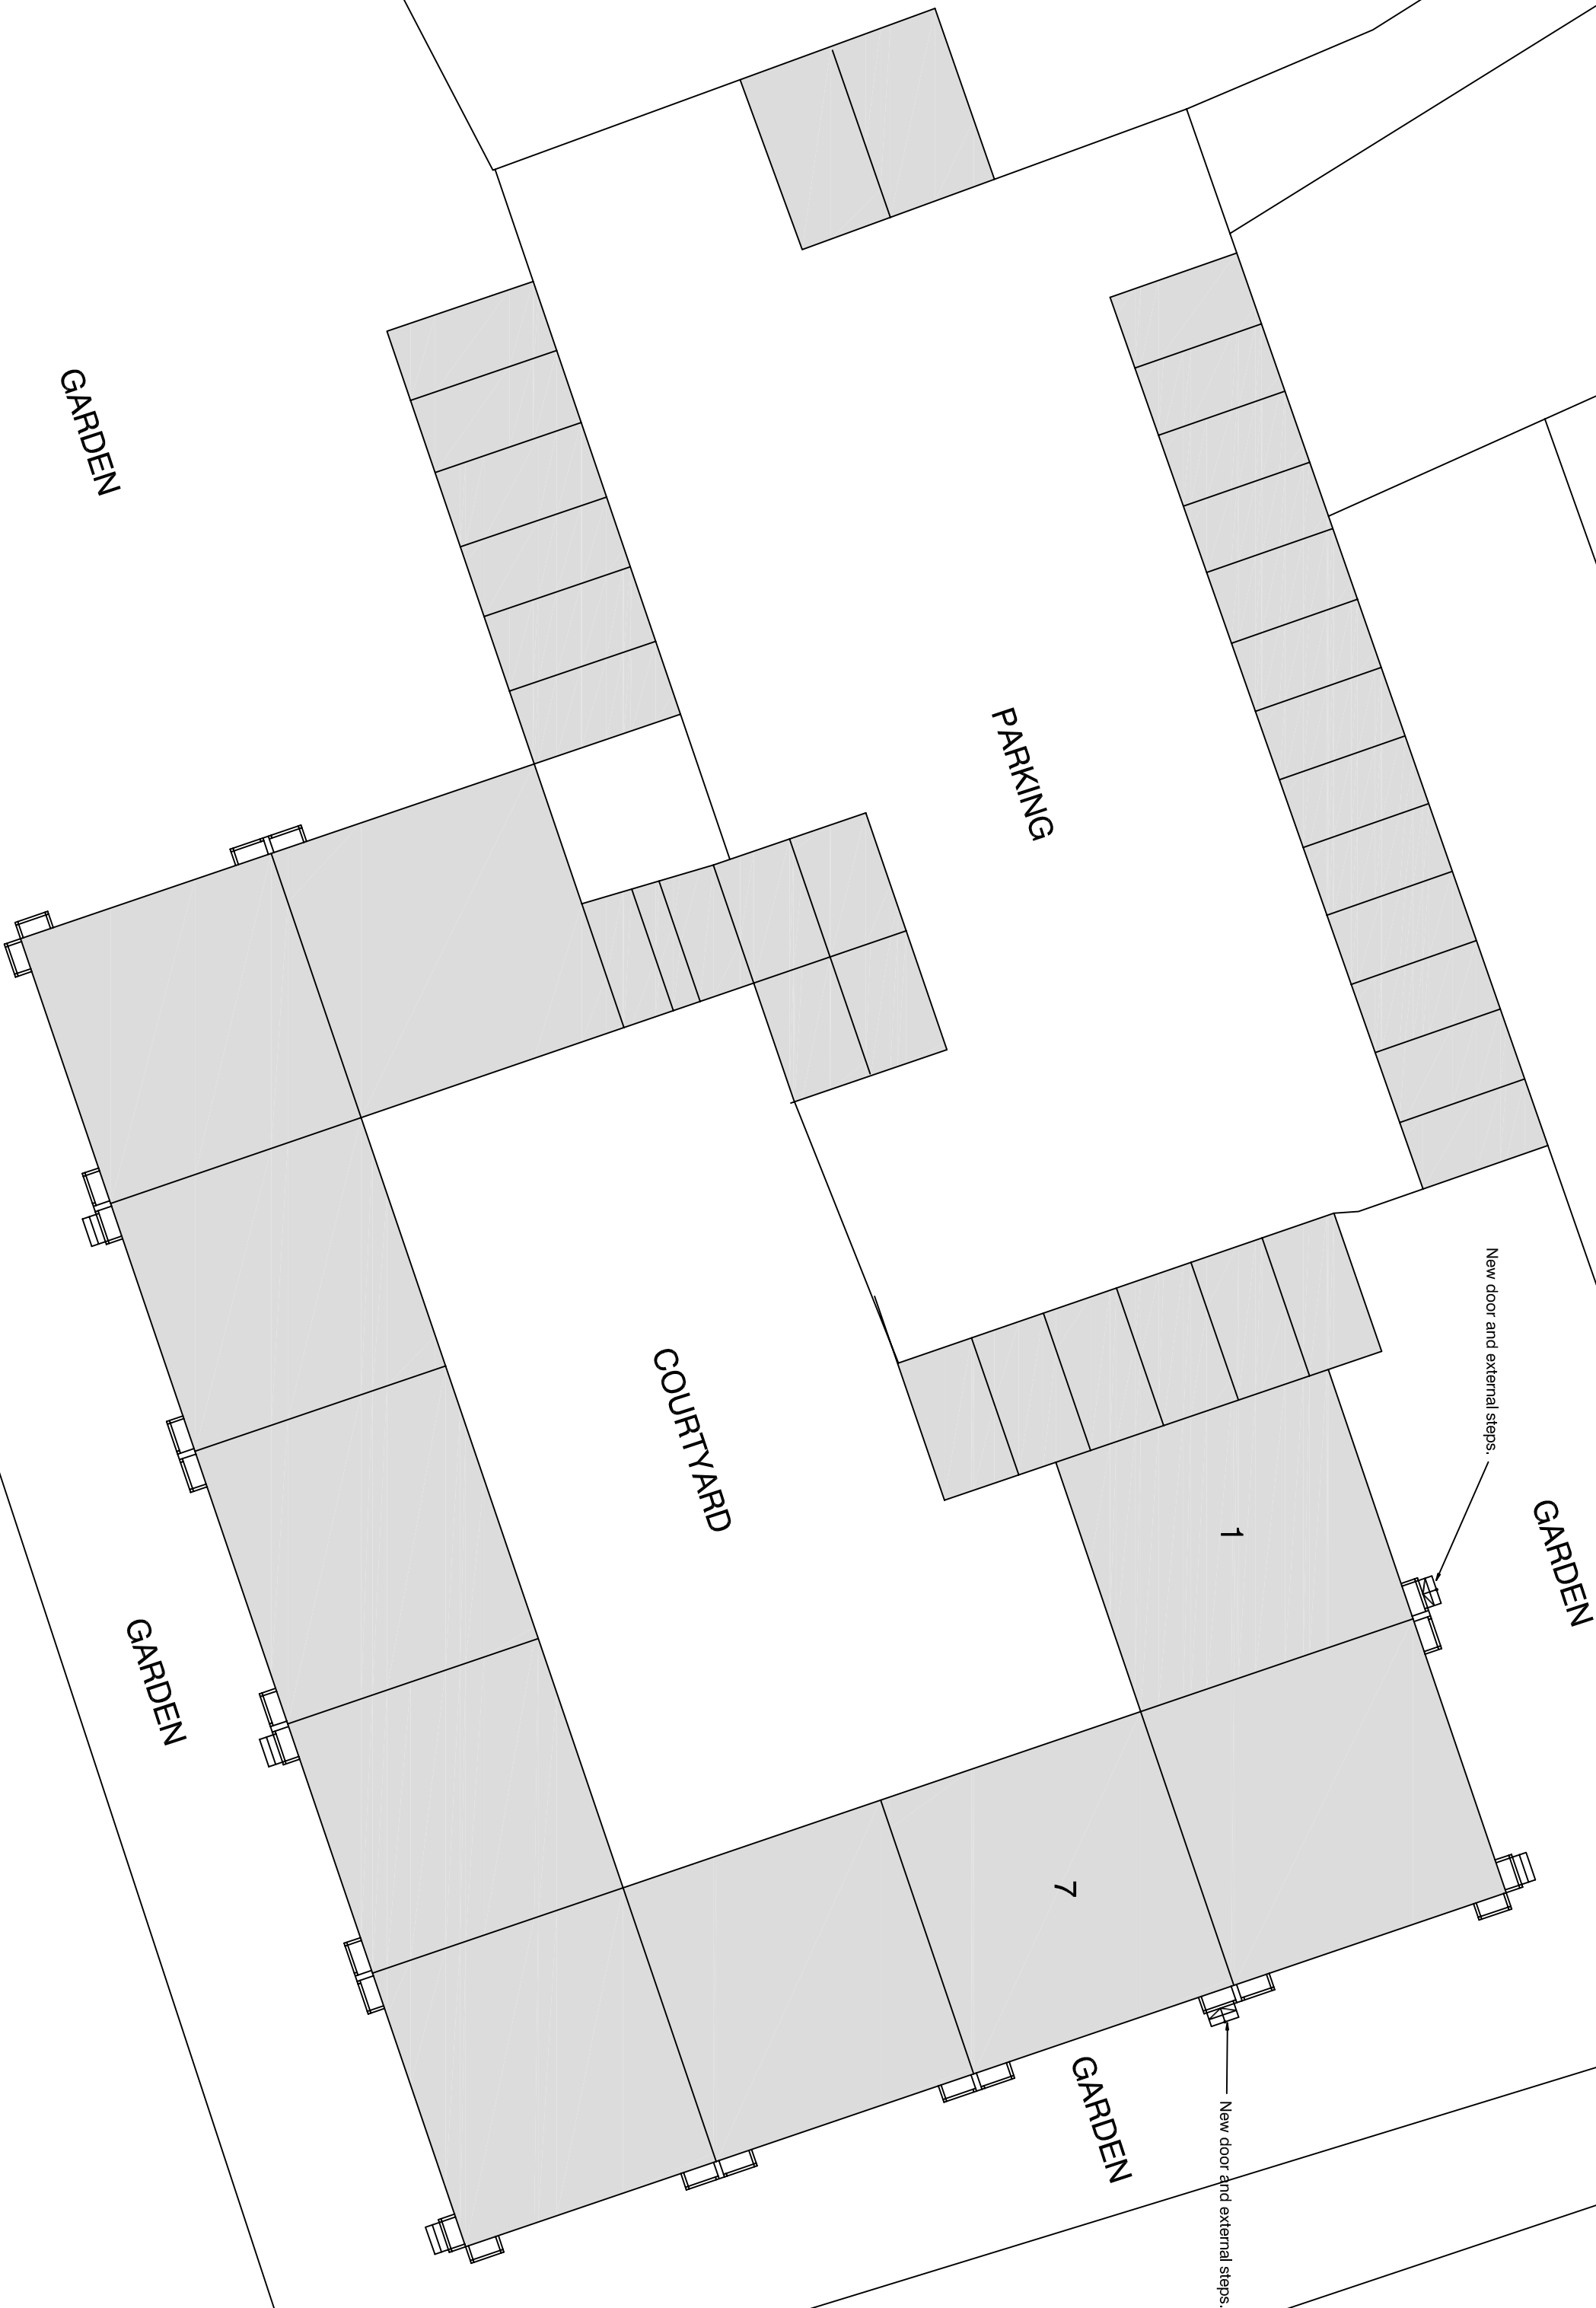 GARDEN
PARKING
New door and external steps.
COURTYARD
GARDEN
1
GARDEN
7
GARDEN
New door and external steps.